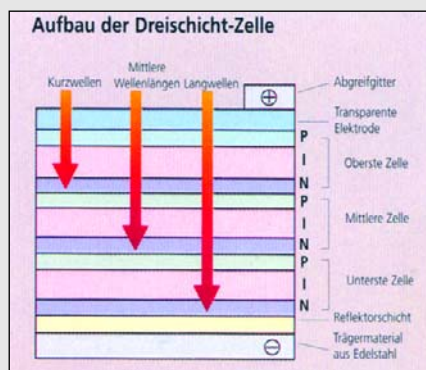 Aufbau der Dreischicht-Zelle
Mittlere
Kurzwellen Wellenlängen Langwellen
⊕
Abgreifgitter
Transparente
Elektrode
P
I
N
Oberste Zelle
P
I
N
Mittlere Zelle
P
I
N
Unterste Zelle
Reflektorschicht
⊖
Trägermaterial
aus Edelstahl